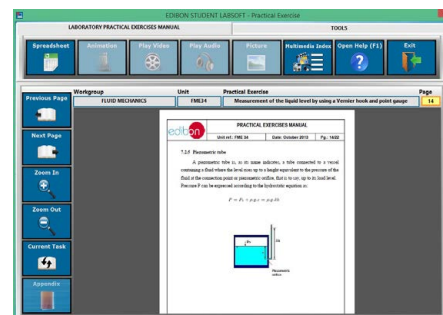 EDIBON STUDENT LABSOFT - Practical Exercise
LABORATORY PRACTICAL EXERCISES MANUAL
TOOLS
Spreadsheet
Animation
Play Video
Play Audio
Picture
Multimedia Index
Open Help (F1)
Exit
Previous Page
Workgroup
Unit
Practical Exercise
Page
FLUID MECHANICS
FME34
Measurement of the liquid level by using a Vernier hook and point gauge
14
Next Page
Zoom In
Zoom Out
Current Task
Appendix
edibon
PRACTICAL EXERCISES MANUAL
Unit ref.: FME 34
Date: October 2013
Pg.: 14/22
Piezometric tube
A piezometric tube is, as its name indicates, a tube connected to a vessel
containing a fluid where the level rises up to a height equivalent to the pressure of the
fluid at the connection point or piezometric orifice, that is to say, up to its load level.
Pressure P can be expressed according to the hydrostatic equation as:
Piezometric
orifice